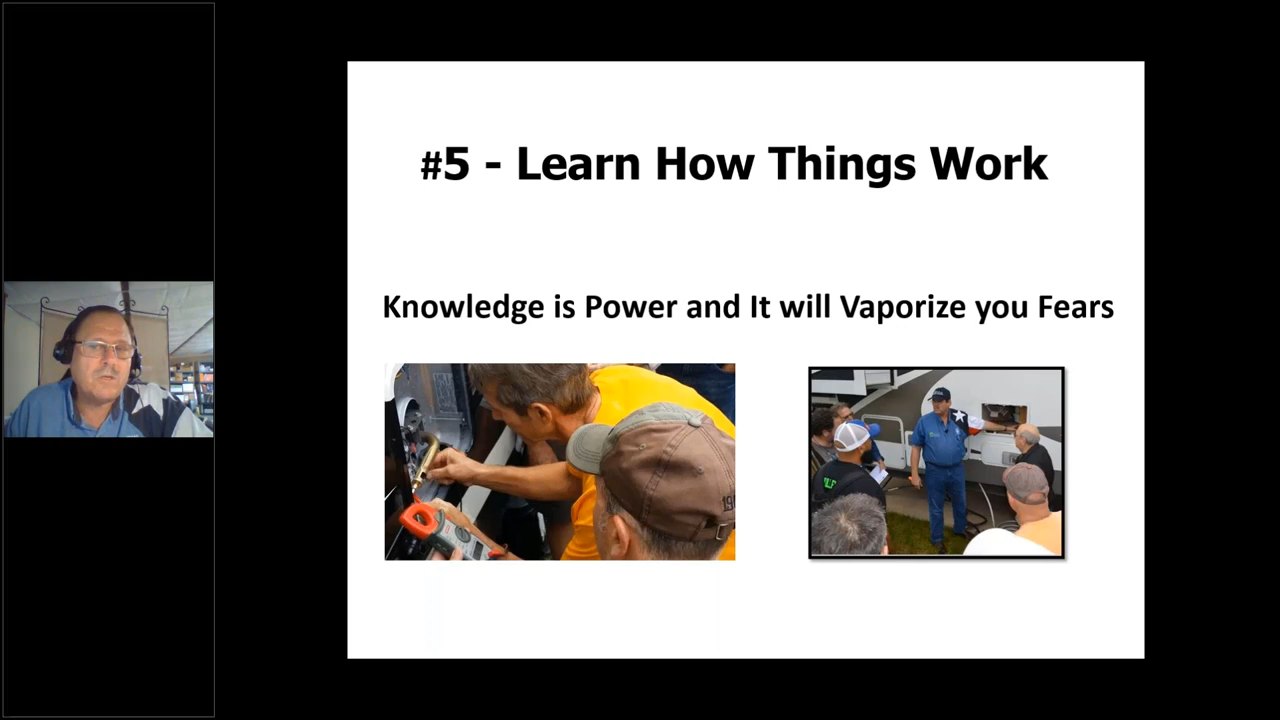 #5 - Learn How Things Work
Knowledge is Power and It will Vaporize you Fears